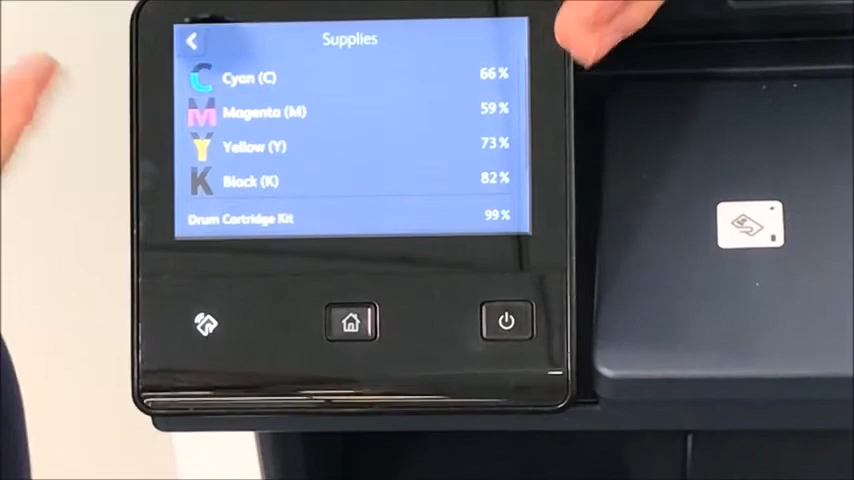 Supplies
C Cyan (C) 66%
M Magenta (M) 59%
Y Yellow (Y) 73%
K Black (K) 82%
Drum Cartridge Kit 99%